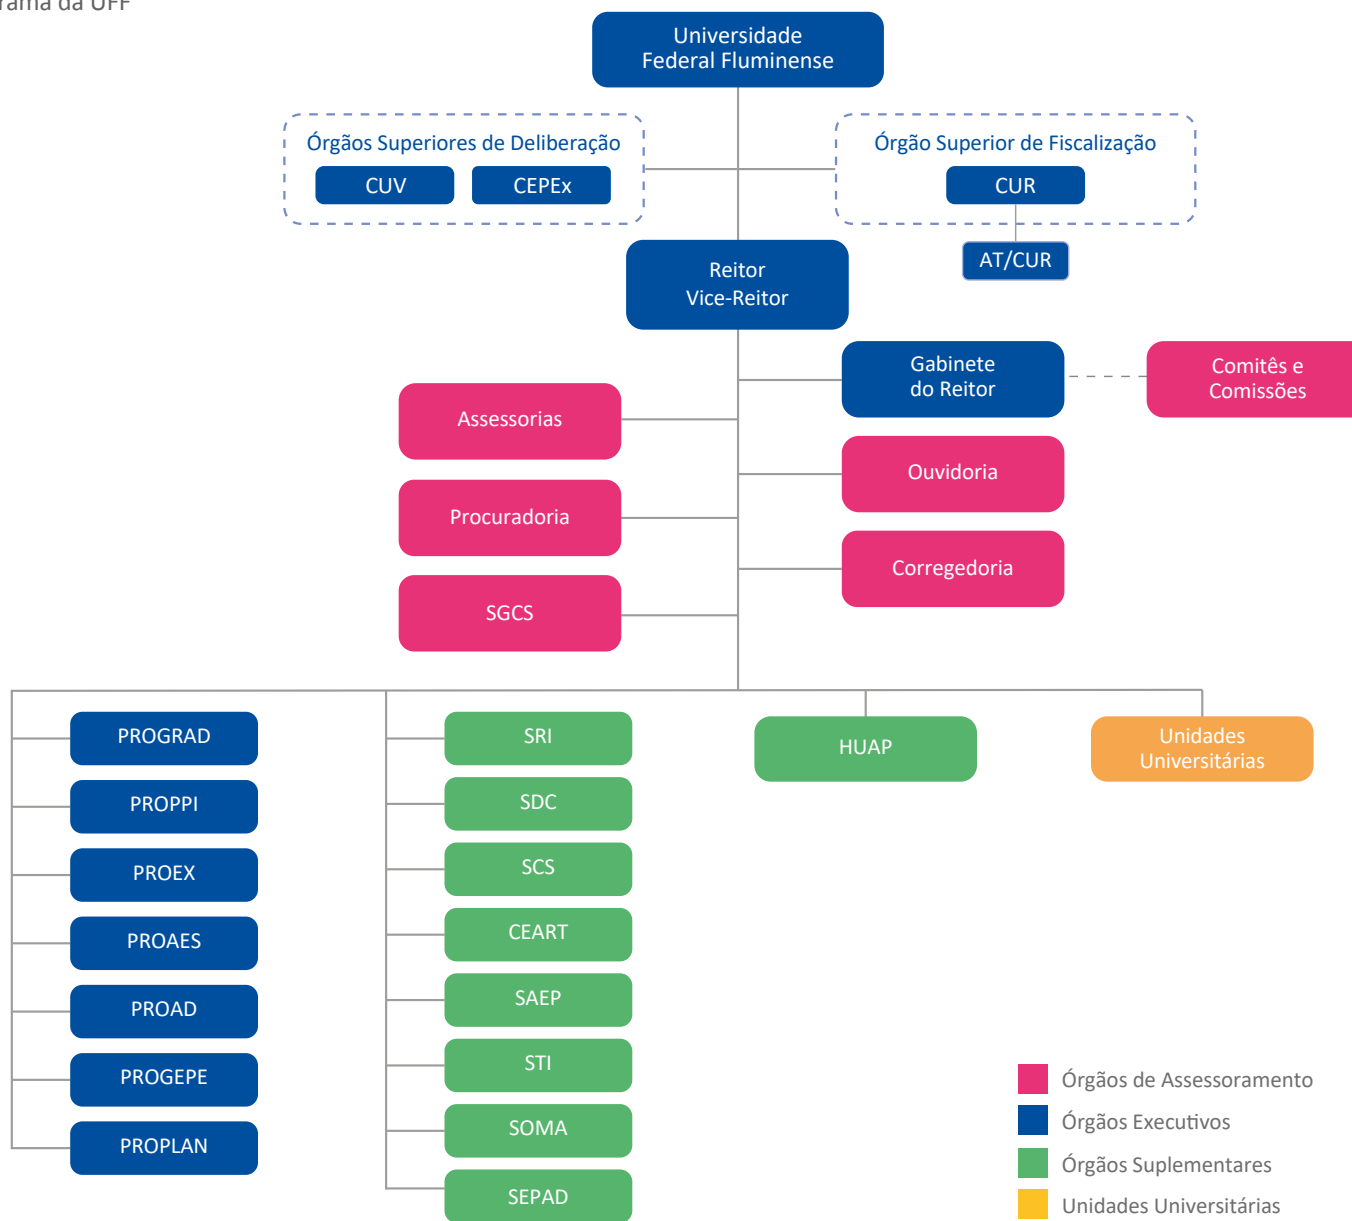 da UFF
Universidade
Federal Fluminense
Órgãos Superiores de Deliberação
CUV
CEPEx
Órgão Superior de Fiscalização
CUR
AT/CUR
Reitor
Vice-Reitor
Gabinete
do Reitor
Comitês e
Comissões
Assessorias
Ouvidoria
Procuradoria
Corregedoria
SGCS
PROGRAD
PROPPI
PROEX
PROAES
PROAD
PROGEPE
PROPLAN
SRI
SDC
SCS
CEART
SAEP
STI
SOMA
SEPAD
HUAP
Unidades
Universitárias
Órgãos de Assessoramento
Órgãos Executivos
Órgãos Suplementares
Unidades Universitárias